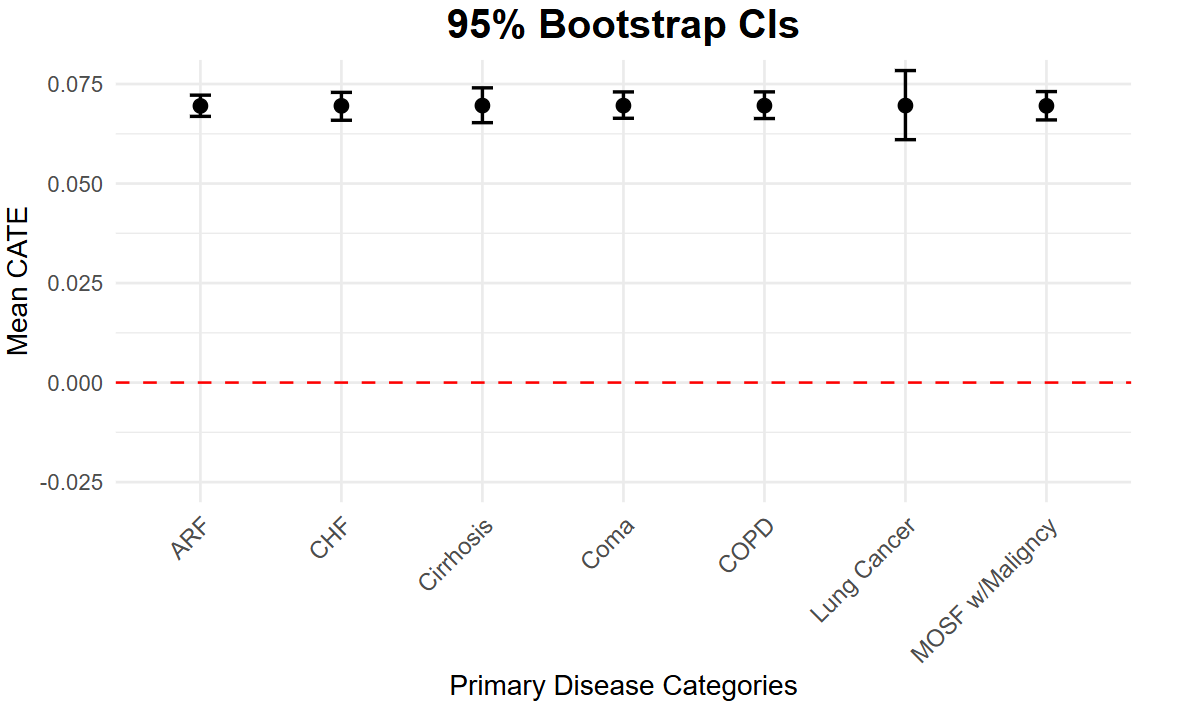 95% Bootstrap CIs
Mean CATE
0.075
0.050
0.025
0.000
-0.025
ARF
CHF
Cirrhosis
Coma
COPD
Lung Cancer
MOSF w/Maligncy
Primary Disease Categories